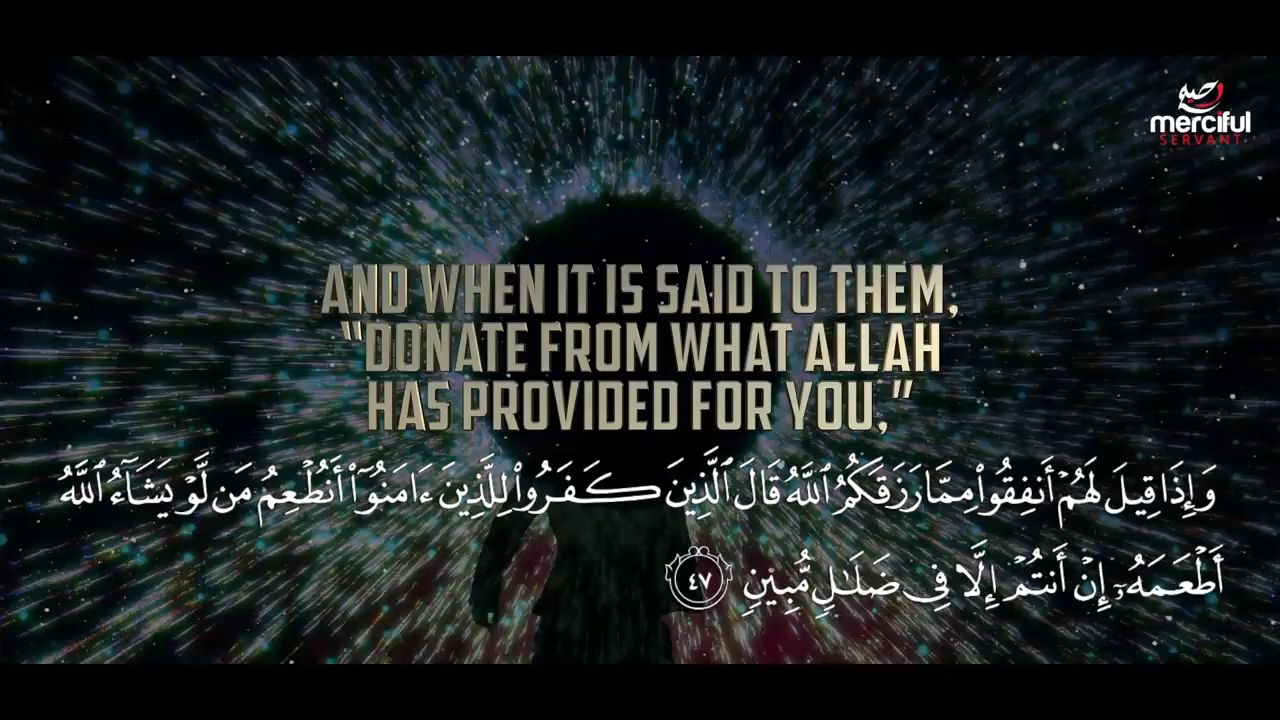 رحمة
merciful
SERVANT
AND WHEN IT IS SAID TO THEM,
"DONATE FROM WHAT ALLAH
HAS PROVIDED FOR YOU,"
وَإِذَا قِيلَ لَهُمْ أَنفِقُوا۟ مِمَّا رَزَقَكُمُ ٱللَّهُ قَالَ ٱلَّذِينَ كَفَرُوا۟ لِلَّذِينَ ءَامَنُوٓا۟ أَنُطْعِمُ مَن لَّوْ يَشَآءُ ٱللَّهُ
أَطْعَمَهُۥٓ إِنْ أَنتُمْ إِلَّا فِى ضَلَـٰلٍ مُّبِينٍ ٤٧